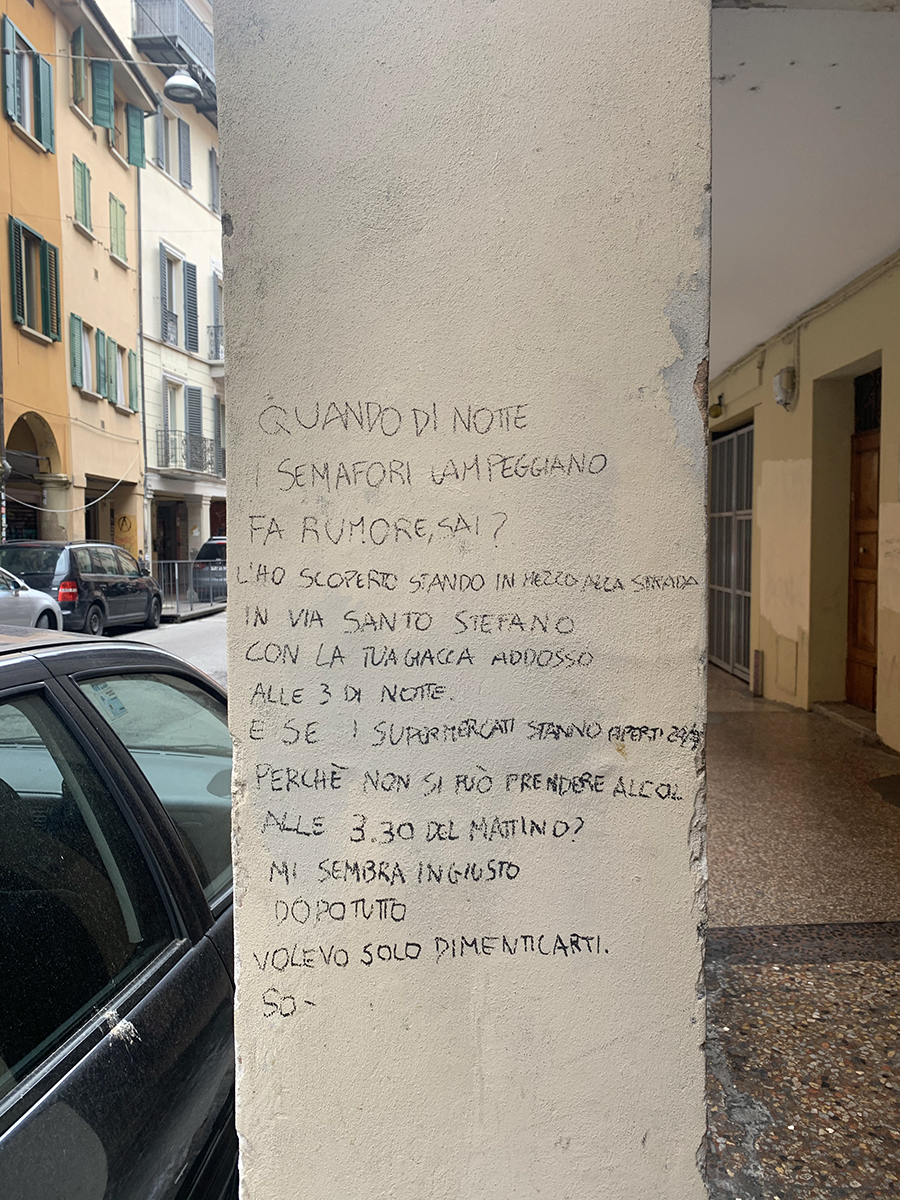 QUANDO DI NOTTE
I SEMAFORI LAMPEGGIANO
FA RUMORE, SAI?
L'HO SCOPERTO STANDO IN MEZZO ALLA STRADA
IN VIA SANTO STEFANO
CON LA TUA GIACCA ADDOSSO
ALLE 3 DI NOTTE.
E SE I SUPERMERCATI STANNO APERTI 24/24
PERCHÈ NON SI PUÒ PRENDERE ALCOL
ALLE 3.30 DEL MATTINO?
MI SEMBRA INGIUSTO
DOPOTUTTO
VOLEVO SOLO DIMENTICARTI.
SO-